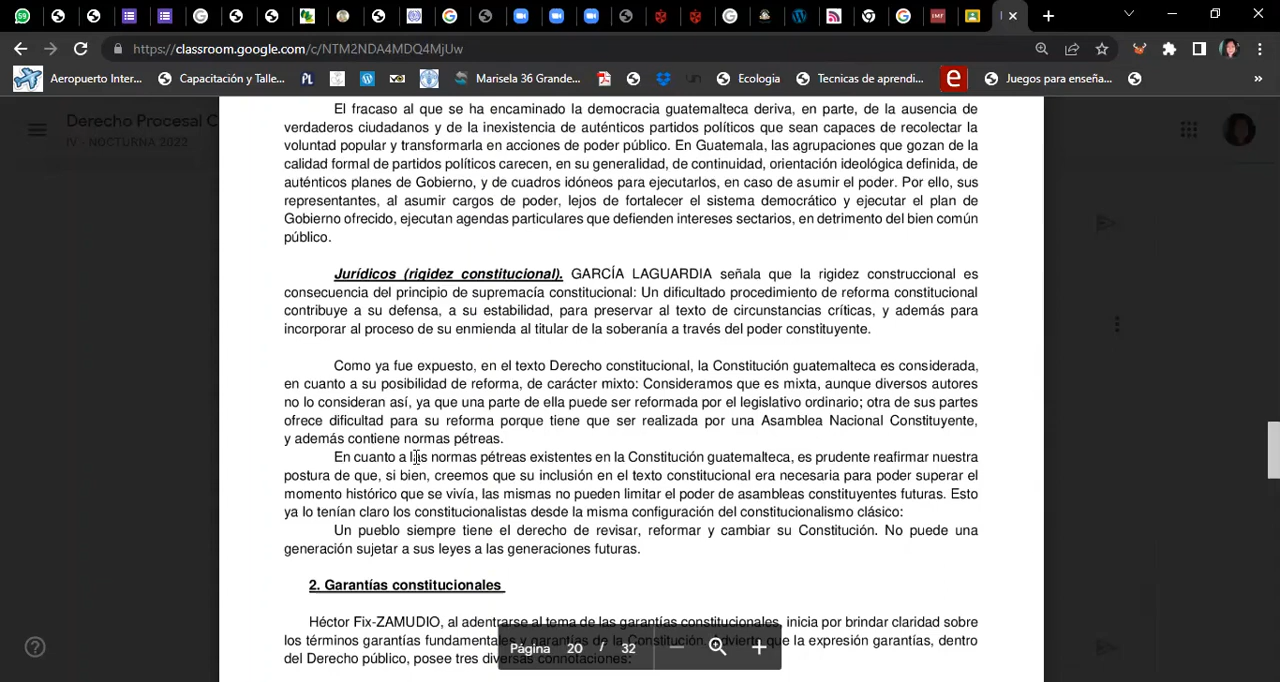 https://classroom.google.com/c/NTM2NDA4MDQ4MjUw
Aeropuerto Inter...
Capacitación y Talle...
Marisela 36 Grande...
Ecologia
Tecnicas de aprendi...
Juegos para enseña...
»
Derecho Procesal C
IV - NOCTURNA 2022
El fracaso al que se ha encaminado la democracia guatemalteca deriva, en parte, de la ausencia de
verdaderos ciudadanos y de la inexistencia de auténticos partidos políticos que sean capaces de recolectar la
voluntad popular y transformarla en acciones de poder público. En Guatemala, las agrupaciones que gozan de la
calidad formal de partidos políticos carecen, en su generalidad, de continuidad, orientación ideológica definida, de
auténticos planes de Gobierno, y de cuadros idóneos para ejecutarlos, en caso de asumir el poder. Por ello, sus
representantes, al asumir cargos de poder, lejos de fortalecer el sistema democrático y ejecutar el plan de
Gobierno ofrecido, ejecutan agendas particulares que defienden intereses sectarios, en detrimento del bien común
público.
Jurídicos (rigidez constitucional). GARCÍA LAGUARDIA señala que la rigidez construccional es
consecuencia del principio de supremacía constitucional: Un dificultado procedimiento de reforma constitucional
contribuye a su defensa, a su estabilidad, para preservar al texto de circunstancias críticas, y además para
incorporar al proceso de su enmienda al titular de la soberanía a través del poder constituyente.
Como ya fue expuesto, en el texto Derecho constitucional, la Constitución guatemalteca es considerada,
en cuanto a su posibilidad de reforma, de carácter mixto: Consideramos que es mixta, aunque diversos autores
no lo consideran así, ya que una parte de ella puede ser reformada por el legislativo ordinario; otra de sus partes
ofrece dificultad para su reforma porque tiene que ser realizada por una Asamblea Nacional Constituyente,
y además contiene normas pétreas.
En cuanto a las normas pétreas existentes en la Constitución guatemalteca, es prudente reafirmar nuestra
postura de que, si bien, creemos que su inclusión en el texto constitucional era necesaria para poder superar el
momento histórico que se vivía, las mismas no pueden limitar el poder de asambleas constituyentes futuras. Esto
ya lo tenían claro los constitucionalistas desde la misma configuración del constitucionalismo clásico:
Un pueblo siempre tiene el derecho de revisar, reformar y cambiar su Constitución. No puede una
generación sujetar a sus leyes a las generaciones futuras.
2. Garantías constitucionales
Héctor Fix-ZAMUDIO, al adentrarse al tema de las garantías constitucionales, inicia por brindar claridad sobre
los términos garantías fundamentales y garantías de la Constitución. Advierte que la expresión garantías, dentro
del Derecho público, posee tres diversas connotaciones:
Página 20 / 32